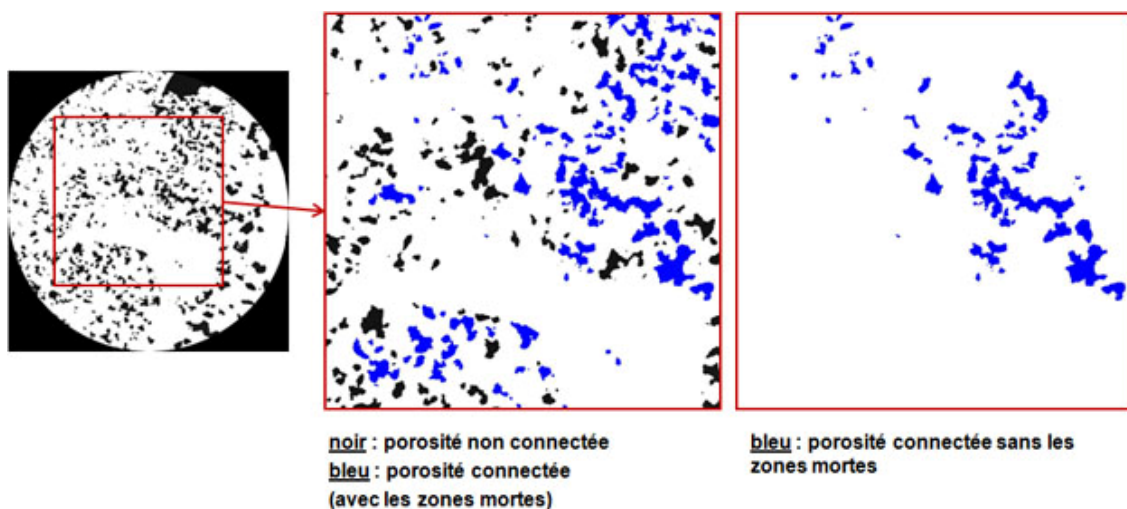 noir : porosité non connectée
bleu : porosité connectée
(avec les zones mortes)
bleu : porosité connectée sans les
zones mortes